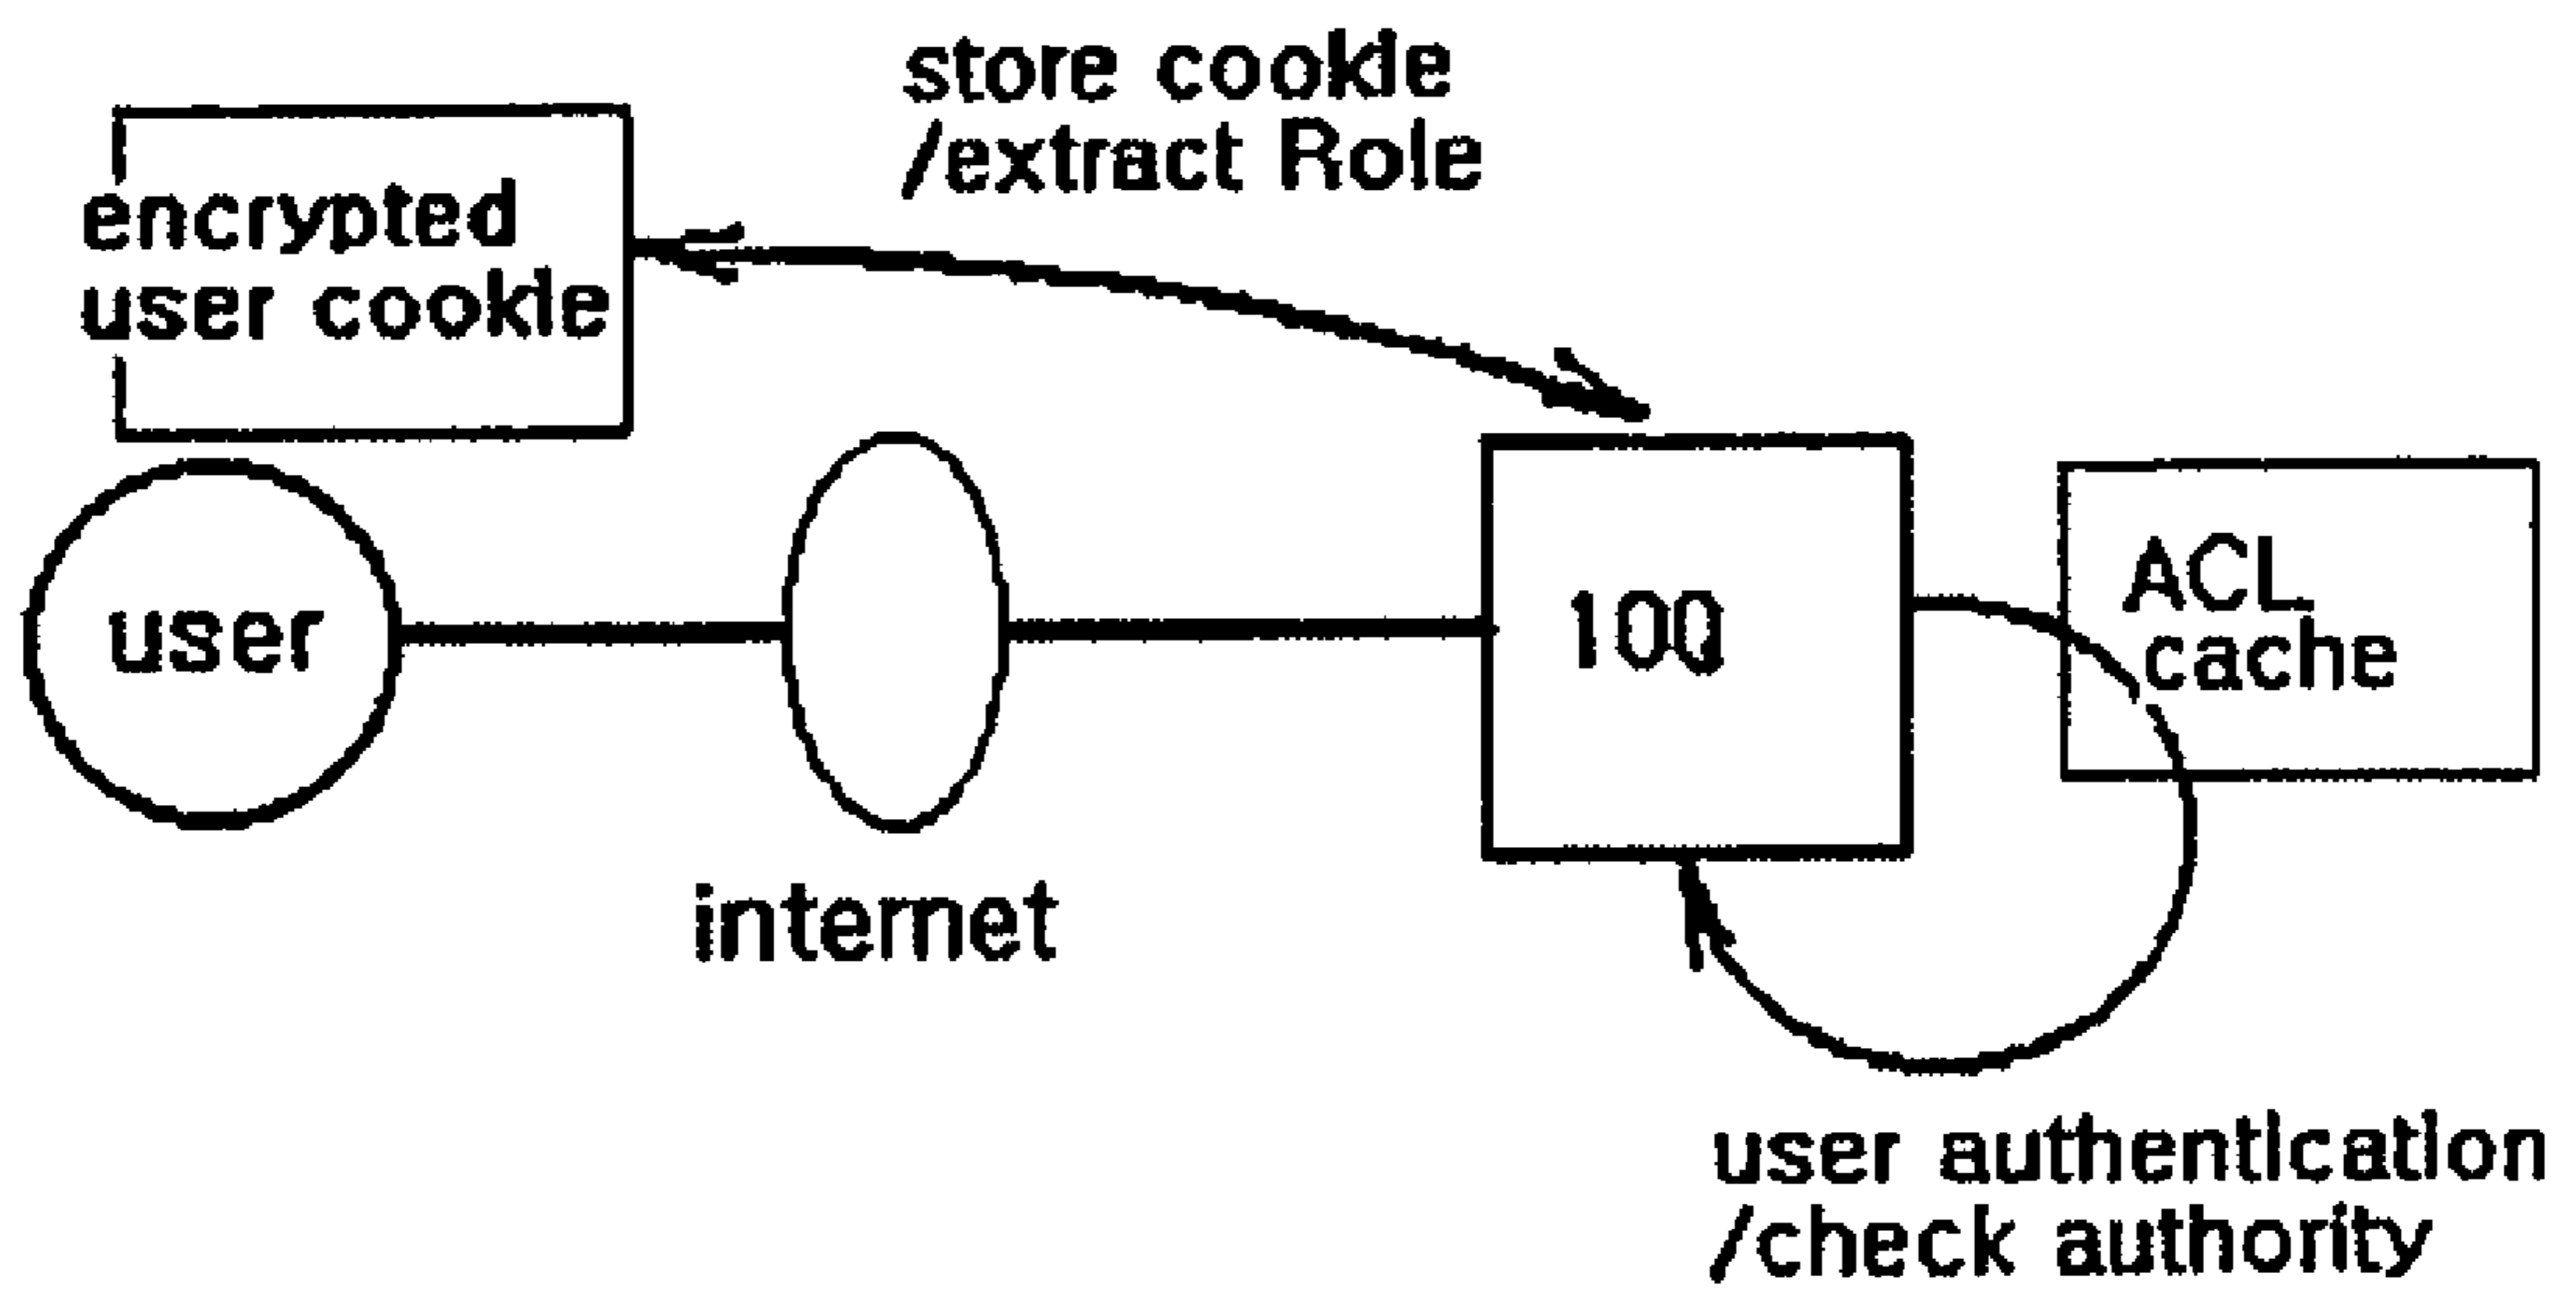 store cookie
/extract Role
encrypted
user cookie
user
100
ACL
cache
internet
user authentication
/check authority